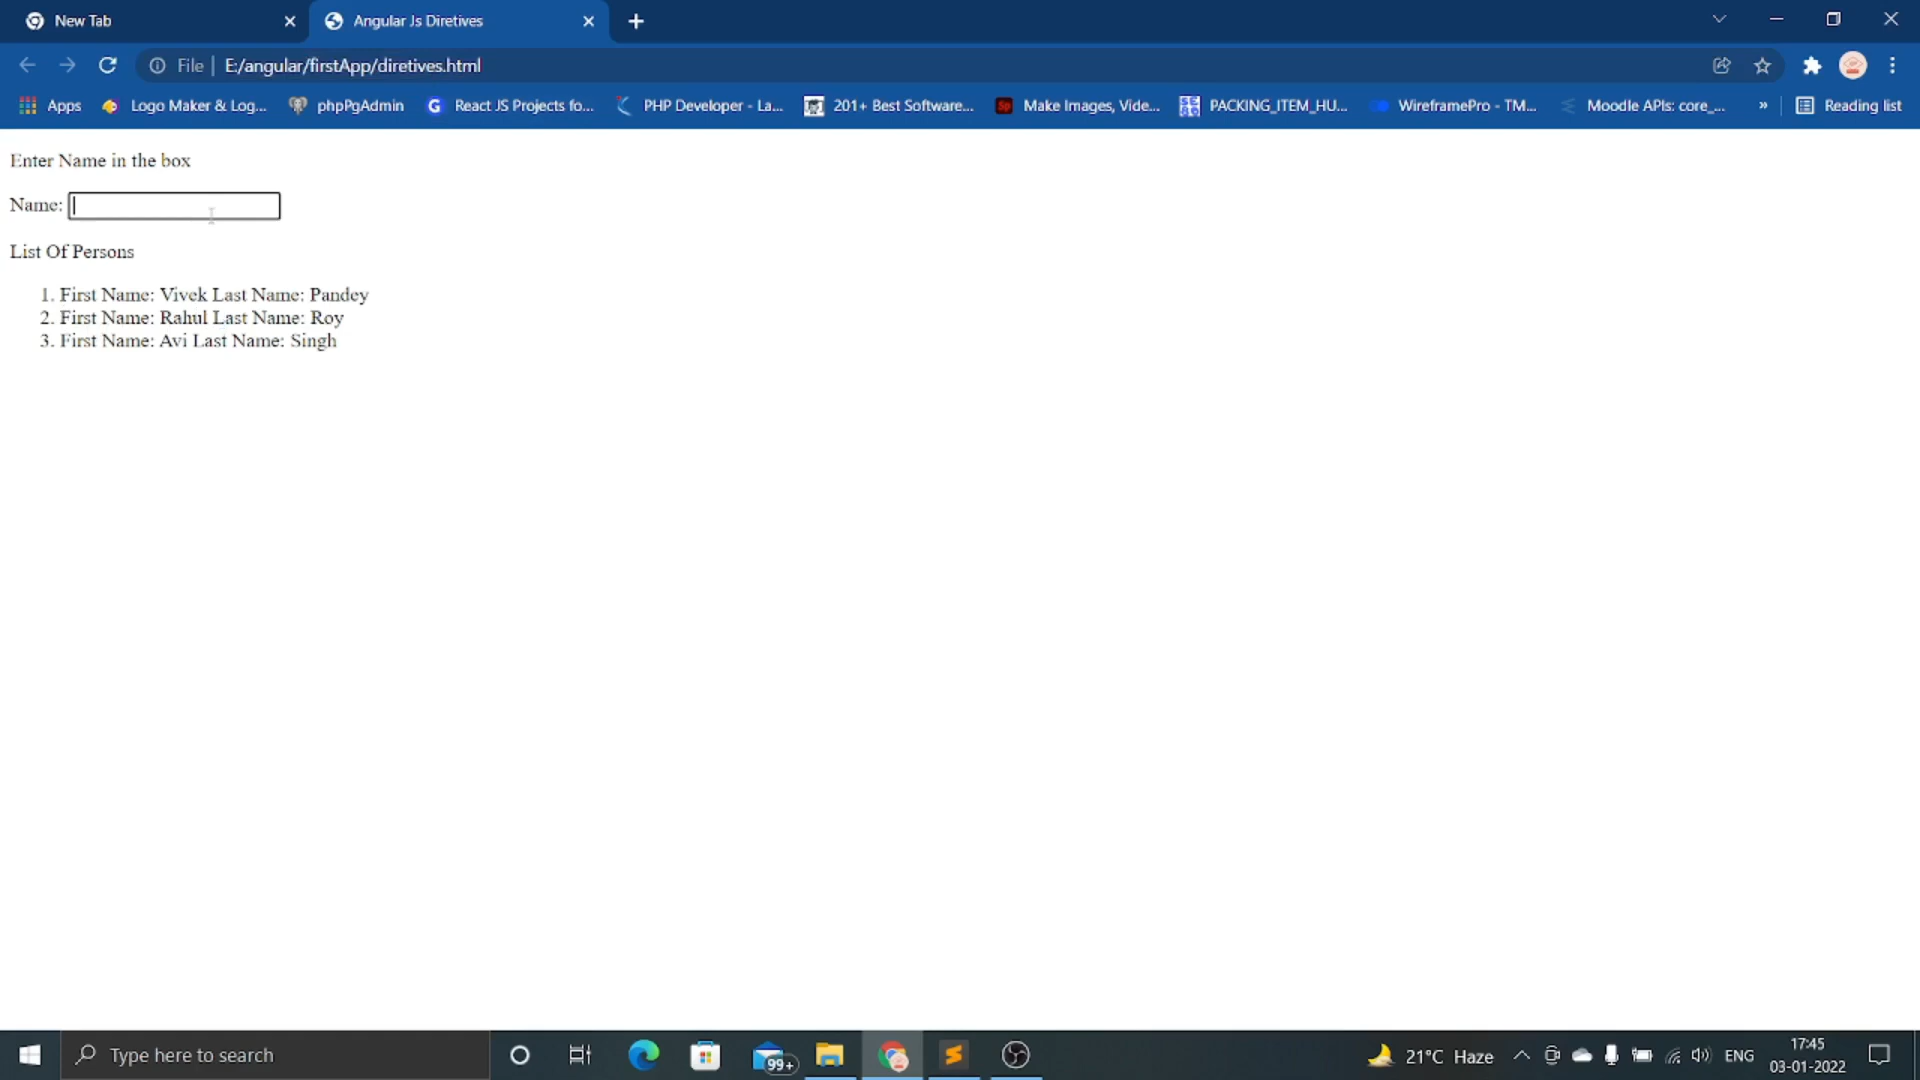 New Tab
Angular Js Diretives
File | E:/angular/firstApp/diretives.html
Apps
Logo Maker & Log...
phpPgAdmin
React JS Projects fo...
PHP Developer - La...
201+ Best Software...
Make Images, Vide...
PACKING_ITEM_HU...
WireframePro - TM...
Moodle APIs: core_...
»
Reading list
Enter Name in the box
Name:
List Of Persons
1. First Name: Vivek Last Name: Pandey
2. First Name: Rahul Last Name: Roy
3. First Name: Avi Last Name: Singh
Type here to search
99+
21°C Haze
ENG
17:45
03-01-2022